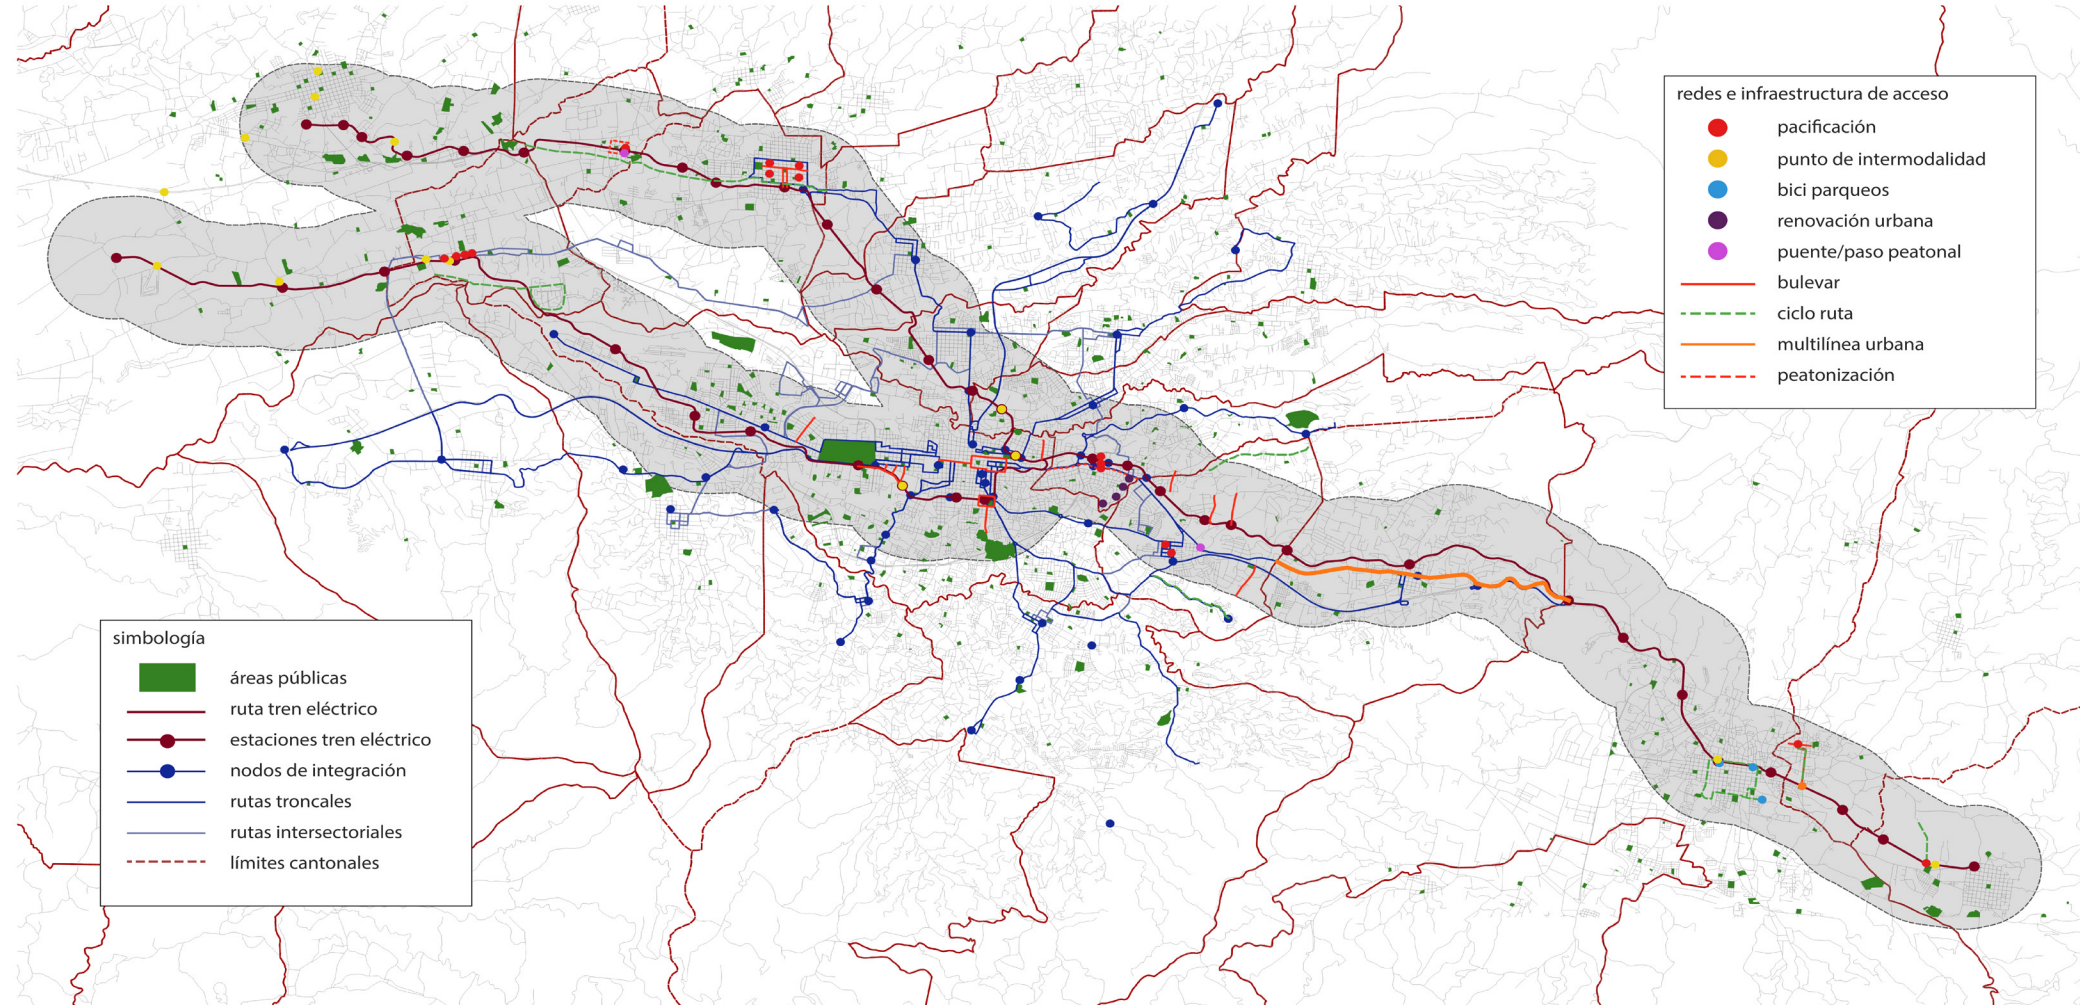 redes e infraestructura de acceso
pacificación
punto de intermodalidad
bici parqueos
renovación urbana
puente/paso peatonal
bulevar
ciclo ruta
multilínea urbana
peatonización
simbología
áreas públicas
ruta tren eléctrico
estaciones tren eléctrico
nodos de integración
rutas troncales
rutas intersectoriales
límites cantonales